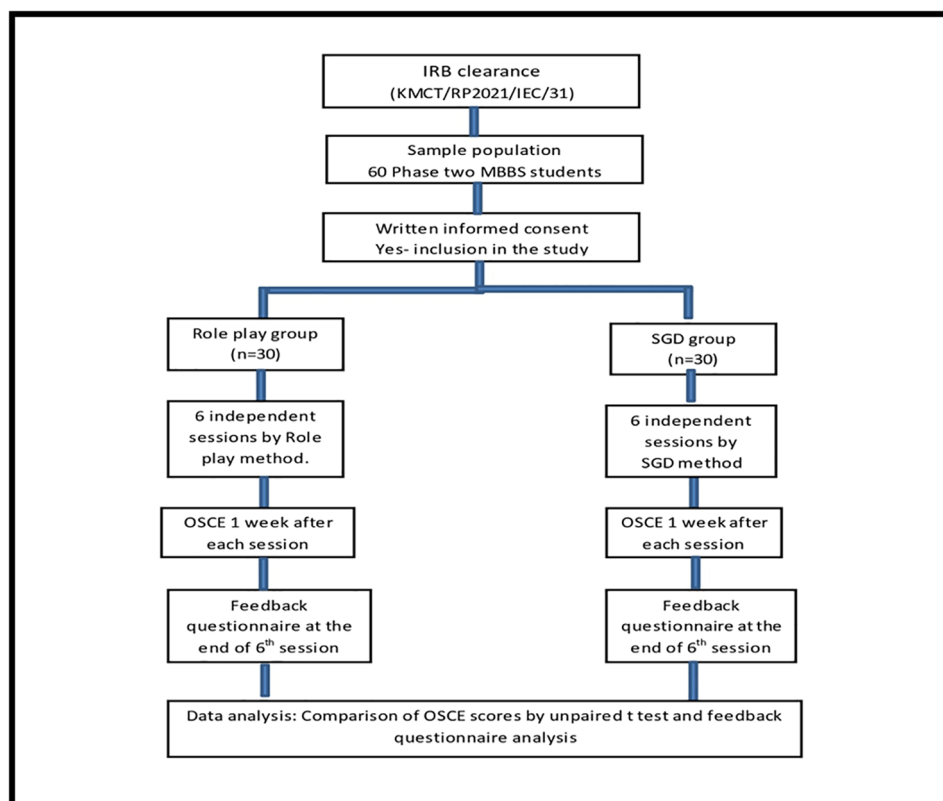 IRB clearance
(KMCT/RP2021/IEC/31)
Sample population
60 Phase two MBBS students
Written informed consent
Yes- inclusion in the study
Role play group
(n=30)
SGD group
(n=30)
6 independent
sessions by Role
play method.
6 independent
sessions by
SGD method
OSCE 1 week after
each session
OSCE 1 week after
each session
Feedback
questionnaire at the
end of 6th session
Feedback
questionnaire at the
end of 6th session
Data analysis: Comparison of OSCE scores by unpaired t test and feedback
questionnaire analysis